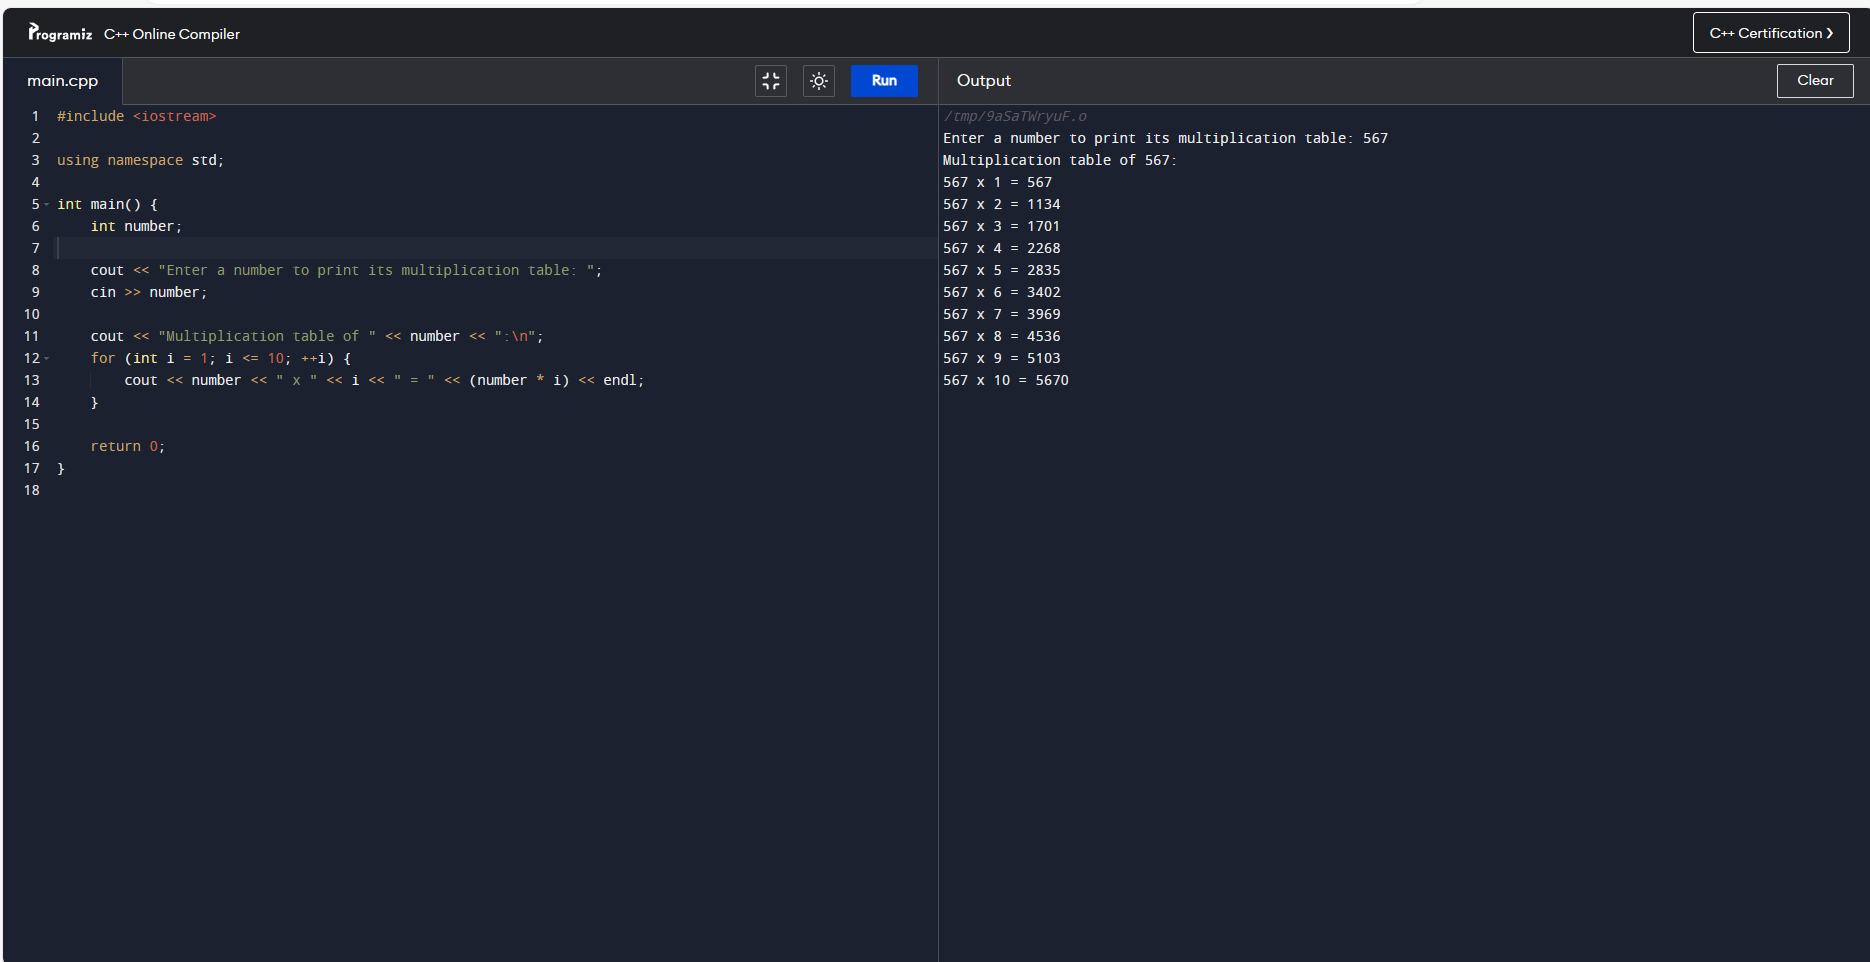 Programiz C++ Online Compiler
C++ Certification ❯
main.cpp
Run
1 #include <iostream>
2
3 using namespace std;
4
5 int main() {
6     int number;
7
8     cout << "Enter a number to print its multiplication table: ";
9     cin >> number;
10
11     cout << "Multiplication table of " << number << ":\n";
12     for (int i = 1; i <= 10; ++i) {
13         cout << number << " x " << i << " = " << (number * i) << endl;
14     }
15
16     return 0;
17 }
18
Output
Clear
/tmp/9aSaTWryuF.o
Enter a number to print its multiplication table: 567
Multiplication table of 567:
567 x 1 = 567
567 x 2 = 1134
567 x 3 = 1701
567 x 4 = 2268
567 x 5 = 2835
567 x 6 = 3402
567 x 7 = 3969
567 x 8 = 4536
567 x 9 = 5103
567 x 10 = 5670